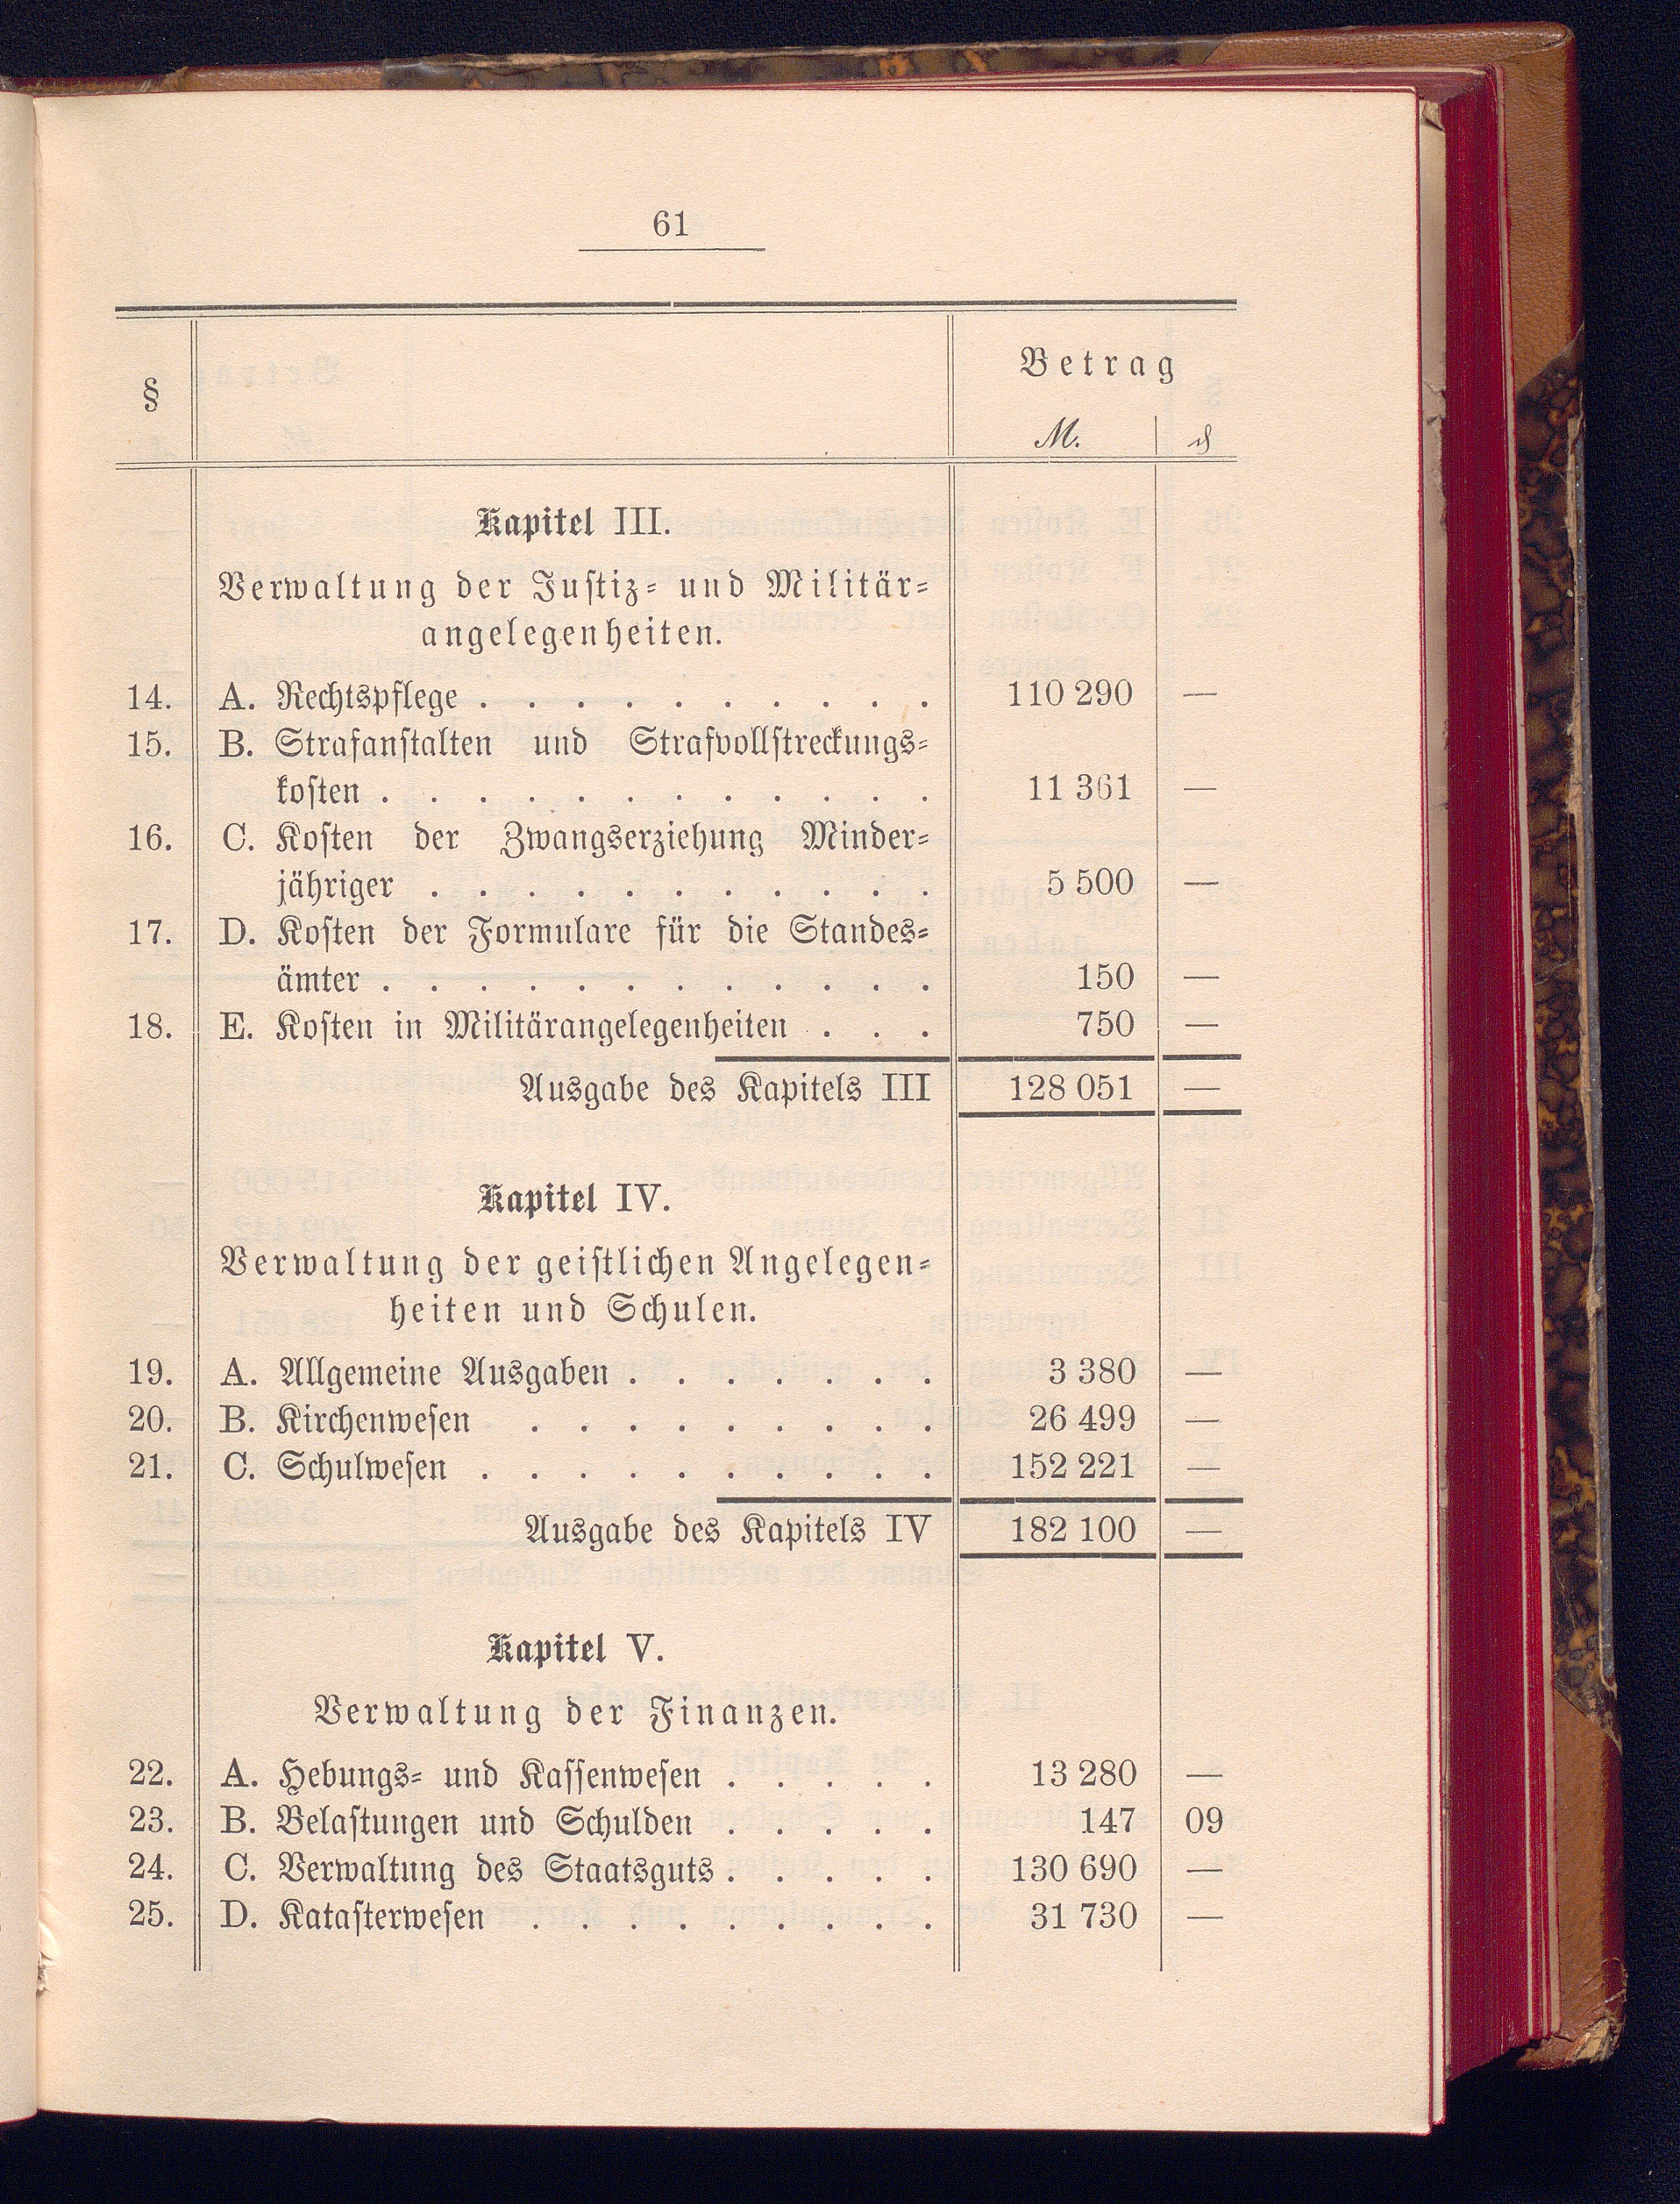 61
§ Betrag
M. ₰
Kapitel III.
Verwaltung der Justiz- und Militär-
angelegenheiten.
14. A. Rechtspflege . . . . . . . . . . 110 290 —
15. B. Strafanstalten und Strafvollstreckungs-
kosten . . . . . . . . . . . . 11 361 —
16. C. Kosten der Zwangserziehung Minder-
jähriger . . . . . . . . . . . 5 500 —
17. D. Kosten der Formulare für die Standes-
ämter . . . . . . . . . . . . 150 —
18. E. Kosten in Militärangelegenheiten . . . 750 —
Ausgabe des Kapitels III 128 051 —
Kapitel IV.
Verwaltung der geistlichen Angelegen-
heiten und Schulen.
19. A. Allgemeine Ausgaben . . . . . . . 3 380 —
20. B. Kirchenwesen . . . . . . . . . 26 499 —
21. C. Schulwesen . . . . . . . . . . 152 221 —
Ausgabe des Kapitels IV 182 100 —
Kapitel V.
Verwaltung der Finanzen.
22. A. Hebungs- und Kassenwesen . . . . . 13 280 —
23. B. Belastungen und Schulden . . . . . 147 09
24. C. Verwaltung des Staatsguts . . . . . 130 690 —
25. D. Katasterwesen . . . . . . . . . 31 730 —